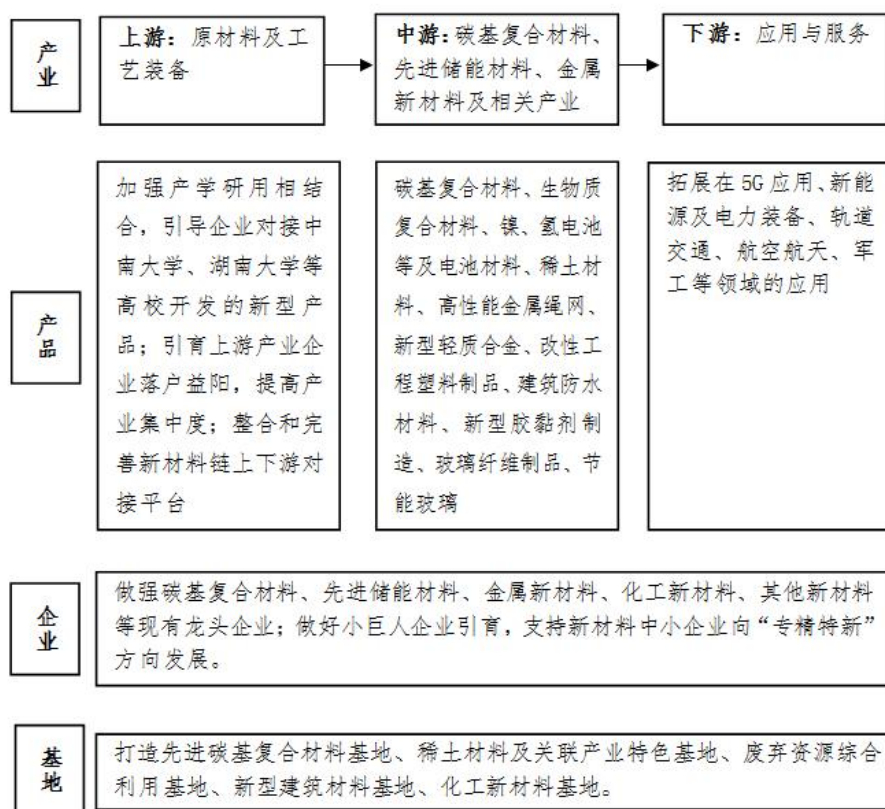 产业
上游：原材料及工
艺装备
中游：碳基复合材料、
先进储能材料、金属
新材料及相关产业
下游：应用与服务
产品
加强产学研用相结
合，引导企业对接中
南大学、湖南大学等
高校开发的新型产
品；引育上游产业企
业落户益阳，提高产
业集中度；整合和完
善新材料链上下游对
接平台
碳基复合材料、生物质
复合材料、镍、氢电池
等及电池材料、稀土材
料、高性能金属绳网、
新型轻质合金、改性工
程塑料制品、建筑防水
材料、新型胶黏剂制
造、玻璃纤维制品、节
能玻璃
拓展在 5G 应用、新能
源及电力装备、轨道
交通、航空航天、军
工等领域的应用
企业
做强碳基复合材料、先进储能材料、金属新材料、化工新材料、其他新材料
等现有龙头企业；做好小巨人企业引育，支持新材料中小企业向“专精特新”
方向发展。
基地
打造先进碳基复合材料基地、稀土材料及关联产业特色基地、废弃资源综合
利用基地、新型建筑材料基地、化工新材料基地。